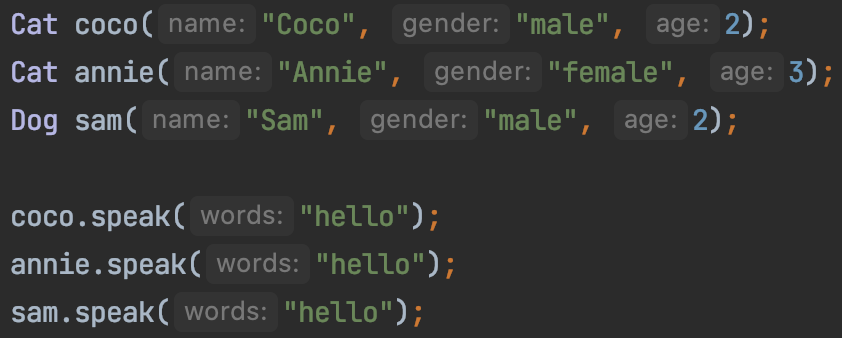 Cat coco( name: "Coco", gender: "male", age: 2);
Cat annie( name: "Annie", gender: "female", age: 3);
Dog sam( name: "Sam", gender: "male", age: 2);
coco.speak( words: "hello");
annie.speak( words: "hello");
sam.speak( words: "hello");